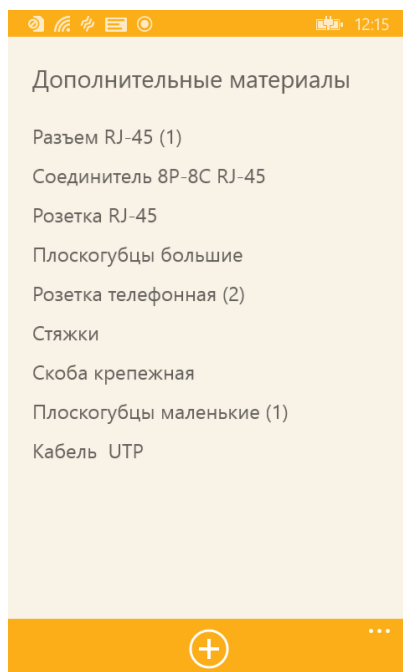 12:15
Дополнительные материалы
Разъем RJ-45 (1)
Соединитель 8P-8C RJ-45
Розетка RJ-45
Плоскогубцы большие
Розетка телефонная (2)
Стяжки
Скоба крепежная
Плоскогубцы маленькие (1)
Кабель  UTP